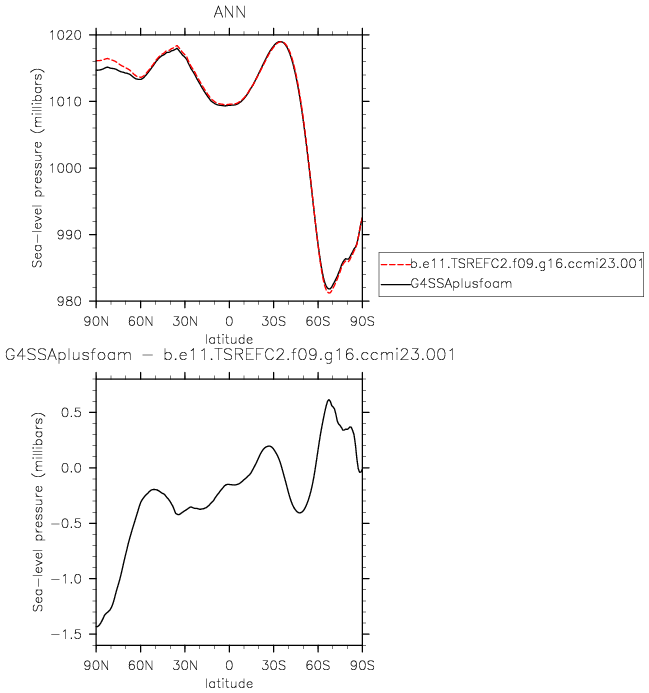 ANN
Sea-level pressure (millibars)
1020
1010
1000
990
980
90N 60N 30N 0 30S 60S 90S
latitude
b.e11.TSREFC2.f09.g16.ccmi23.001
G4SSAplusfoam
G4SSAplusfoam - b.e11.TSREFC2.f09.g16.ccmi23.001
Sea-level pressure (millibars)
0.5
0.0
-0.5
-1.0
-1.5
90N 60N 30N 0 30S 60S 90S
latitude